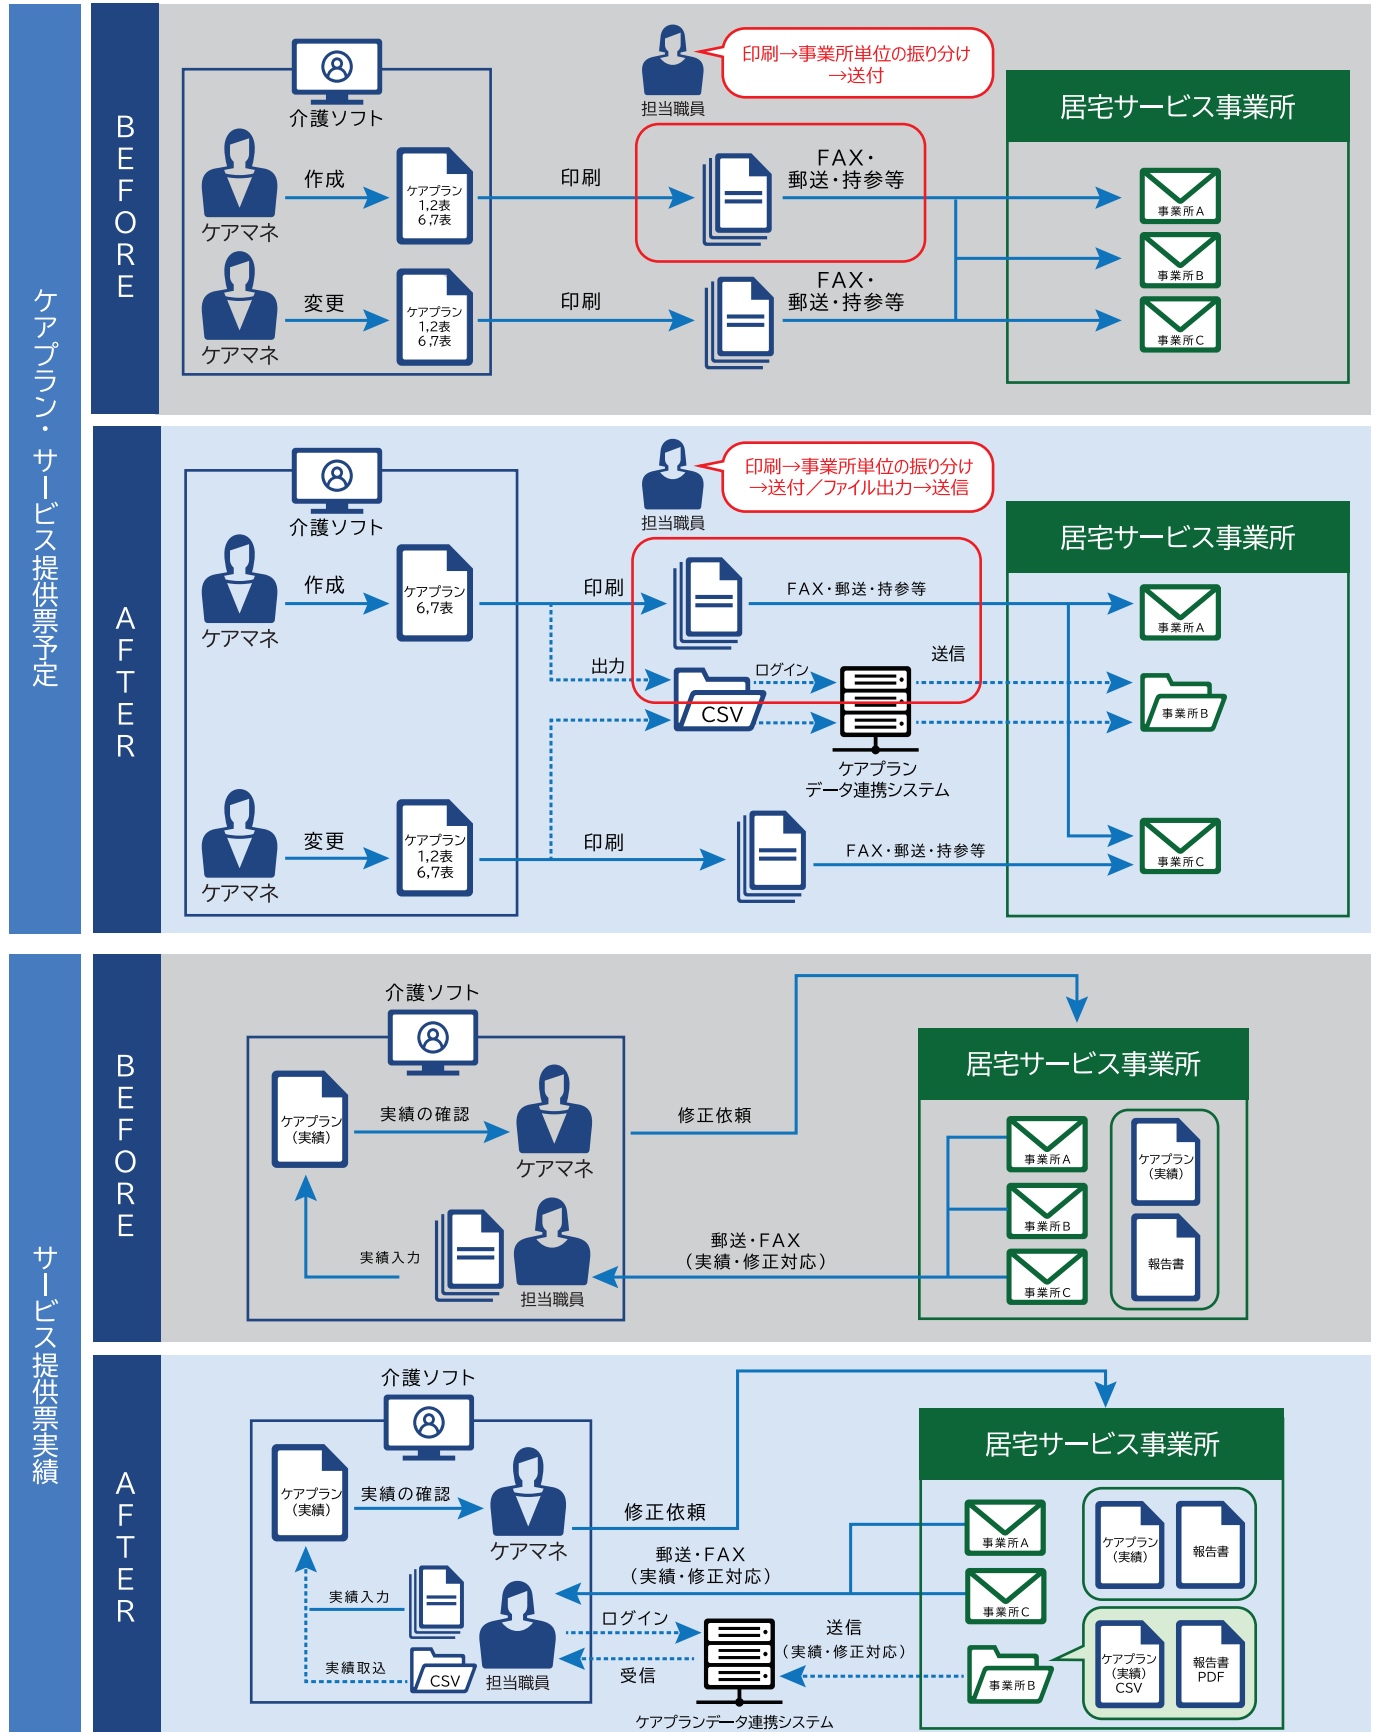 ケアプラン・サービス提供票予定
BEFORE
介護ソフト
担当職員
印刷→事業所単位の振り分け
→送付
居宅サービス事業所
ケアマネ
作成
ケアプラン
1,2表
6,7表
印刷
FAX・
郵送・持参等
事業所A
事業所B
事業所C
ケアマネ
変更
ケアプラン
1,2表
6,7表
印刷
FAX・
郵送・持参等
AFTER
介護ソフト
担当職員
印刷→事業所単位の振り分け
→送付／ファイル出力→送信
居宅サービス事業所
ケアマネ
作成
ケアプラン
6,7表
印刷
FAX・郵送・持参等
事業所A
出力
CSV
ログイン
送信
事業所B
ケアプラン
データ連携システム
ケアマネ
変更
ケアプラン
1,2表
6,7表
印刷
FAX・郵送・持参等
事業所C
サービス提供票実績
BEFORE
介護ソフト
ケアプラン
(実績)
実績の確認
ケアマネ
修正依頼
居宅サービス事業所
事業所A
事業所B
事業所C
ケアプラン
(実績)
報告書
実績入力
担当職員
郵送・FAX
(実績・修正対応)
AFTER
介護ソフト
ケアプラン
(実績)
実績の確認
ケアマネ
修正依頼
居宅サービス事業所
事業所A
事業所C
事業所B
ケアプラン
(実績)
報告書
ケアプラン
(実績)
CSV
報告書
PDF
郵送・FAX
(実績・修正対応)
実績入力
実績取込
CSV
担当職員
ログイン
受信
送信
(実績・修正対応)
ケアプランデータ連携システム